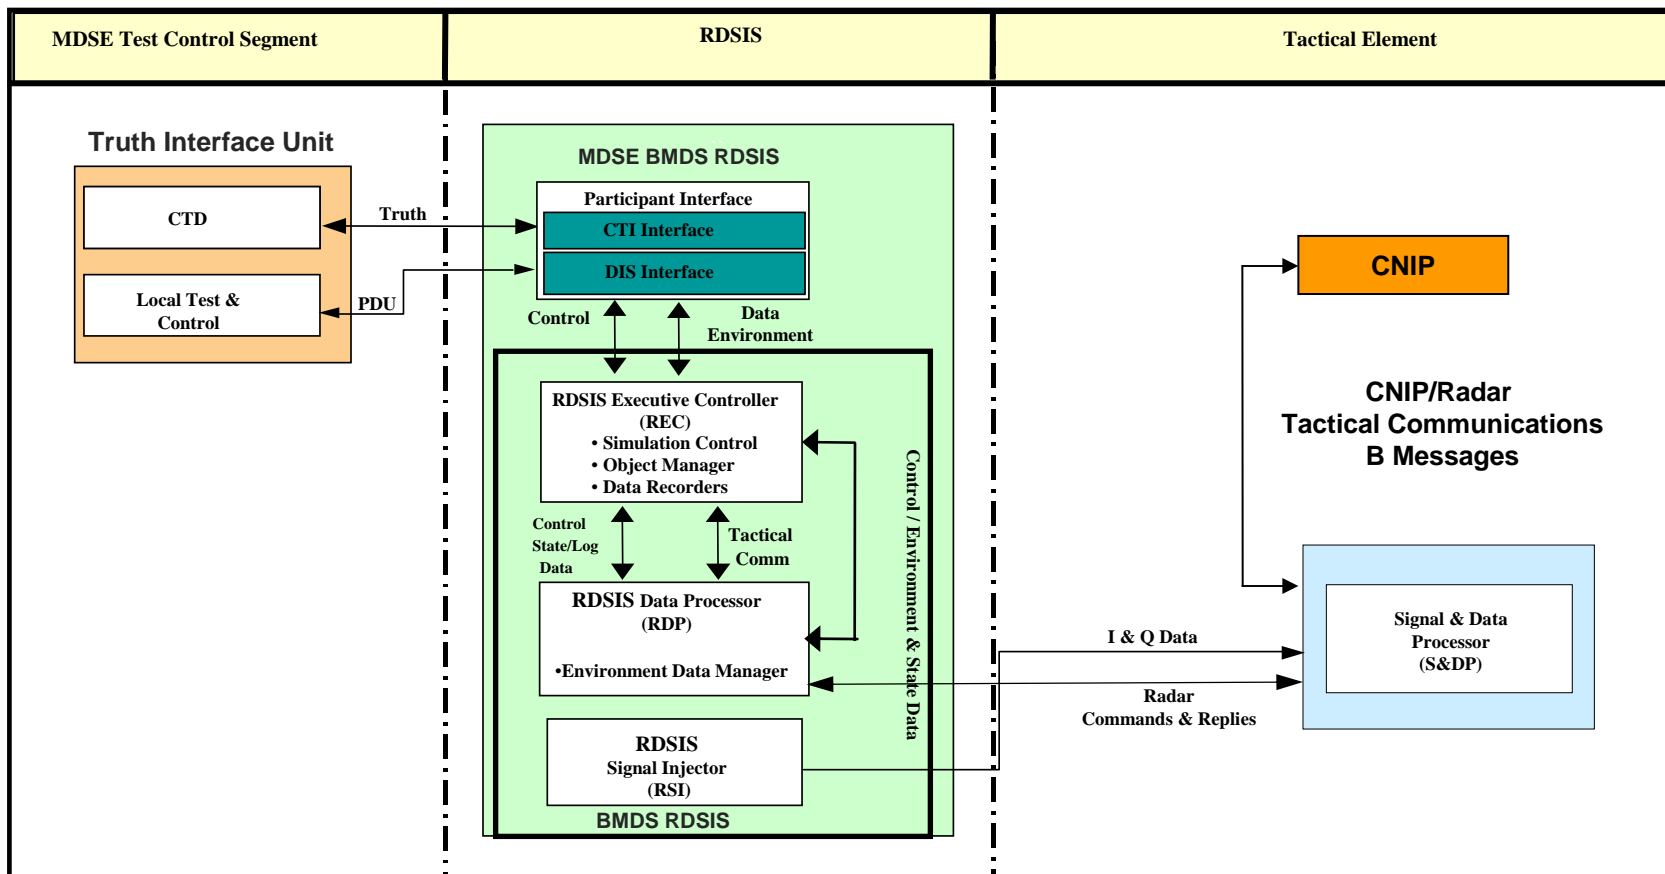 MDSE Test Control Segment
RDSIS
Tactical Element
Truth Interface Unit
CTD
Local Test &
Control
Truth
PDU
MDSE BMDS RDSIS
Participant Interface
CTI Interface
DIS Interface
Control
Data
Environment
RDSIS Executive Controller
(REC)
• Simulation Control
• Object Manager
• Data Recorders
Control
State/Log
Data
Tactical
Comm
RDSIS Data Processor
(RDP)
•Environment Data Manager
Control / Environment & State Data
RDSIS
Signal Injector
(RSI)
BMDS RDSIS
I & Q Data
Radar
Commands & Replies
CNIP
CNIP/Radar
Tactical Communications
B Messages
Signal & Data
Processor
(S&DP)